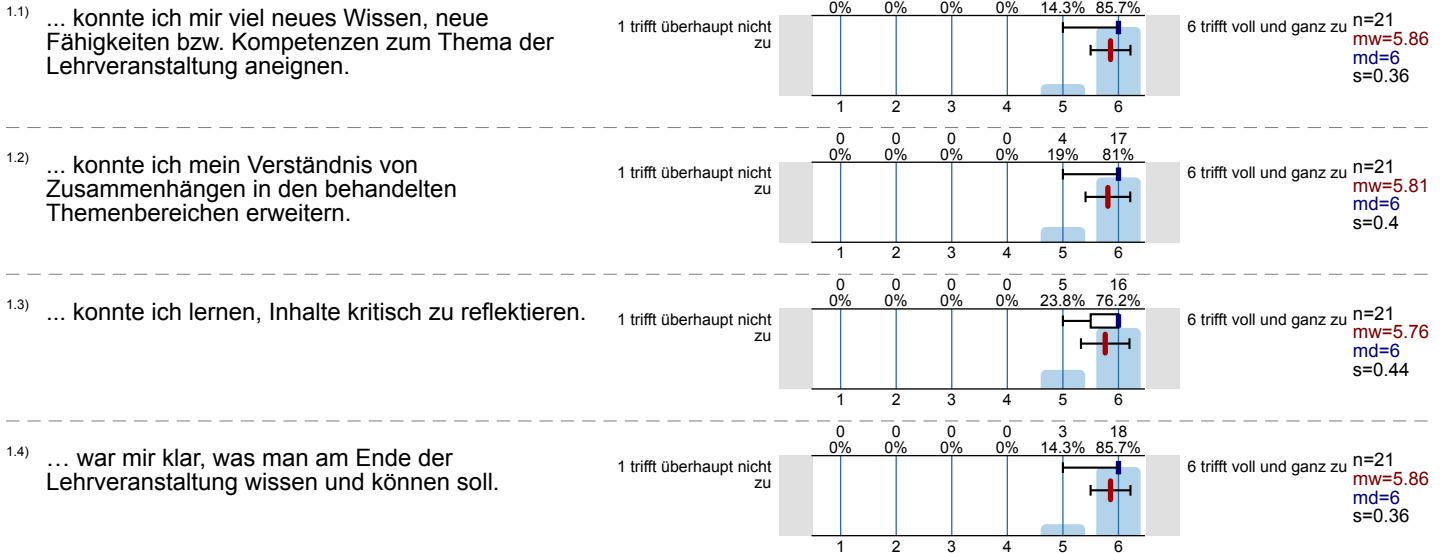 0% 0% 0% 0% 14.3% 85.7%
1.1) ... konnte ich mir viel neues Wissen, neue
Fähigkeiten bzw. Kompetenzen zum Thema der
Lehrveranstaltung aneignen.
1 trifft überhaupt nicht
zu
6 trifft voll und ganz zu
n=21
mw=5.86
md=6
s=0.36
1 2 3 4 5 6
0 0 0 0 4 17
0% 0% 0% 0% 19% 81%
1.2) ... konnte ich mein Verständnis von
Zusammenhängen in den behandelten
Themenbereichen erweitern.
1 trifft überhaupt nicht
zu
6 trifft voll und ganz zu
n=21
mw=5.81
md=6
s=0.4
1 2 3 4 5 6
0 0 0 0 5 16
0% 0% 0% 0% 23.8% 76.2%
1.3) ... konnte ich lernen, Inhalte kritisch zu reflektieren.
1 trifft überhaupt nicht
zu
6 trifft voll und ganz zu
n=21
mw=5.76
md=6
s=0.44
1 2 3 4 5 6
0 0 0 0 3 18
0% 0% 0% 0% 14.3% 85.7%
1.4) … war mir klar, was man am Ende der
Lehrveranstaltung wissen und können soll.
1 trifft überhaupt nicht
zu
6 trifft voll und ganz zu
n=21
mw=5.86
md=6
s=0.36
1 2 3 4 5 6